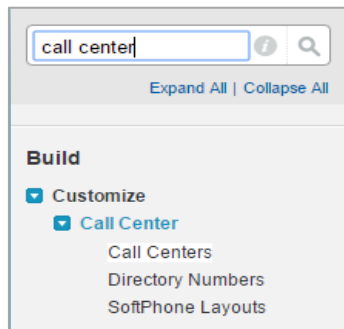 call center
Expand All | Collapse All
Build
Customize
Call Center
Call Centers
Directory Numbers
SoftPhone Layouts